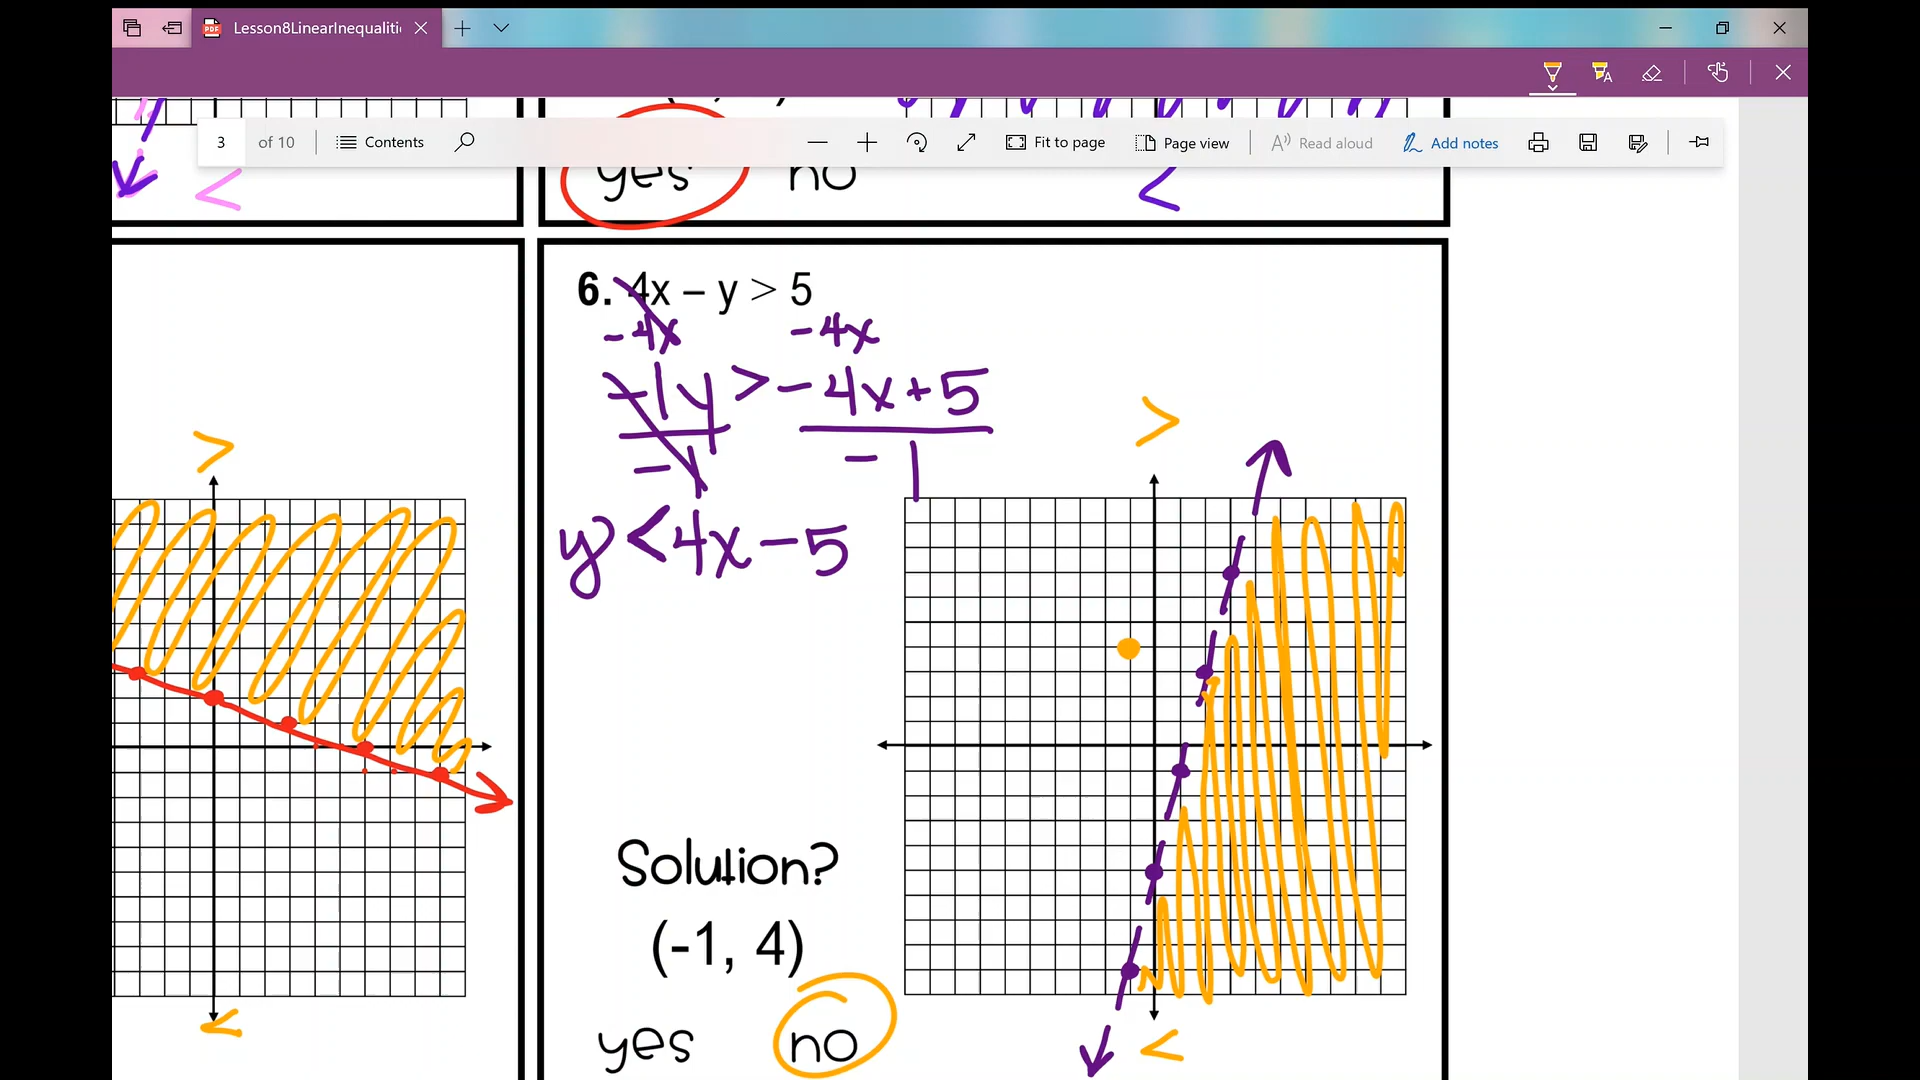 Lesson8LinearInequaliti
3 of 10 Contents Fit to page Page view Read aloud Add notes
yes no
<
<
6. 4x – y > 5
-4x -4x
-1y > -4x+5
-1 -1
y < 4x - 5
>
>
Solution?
(-1, 4)
yes no
<
<